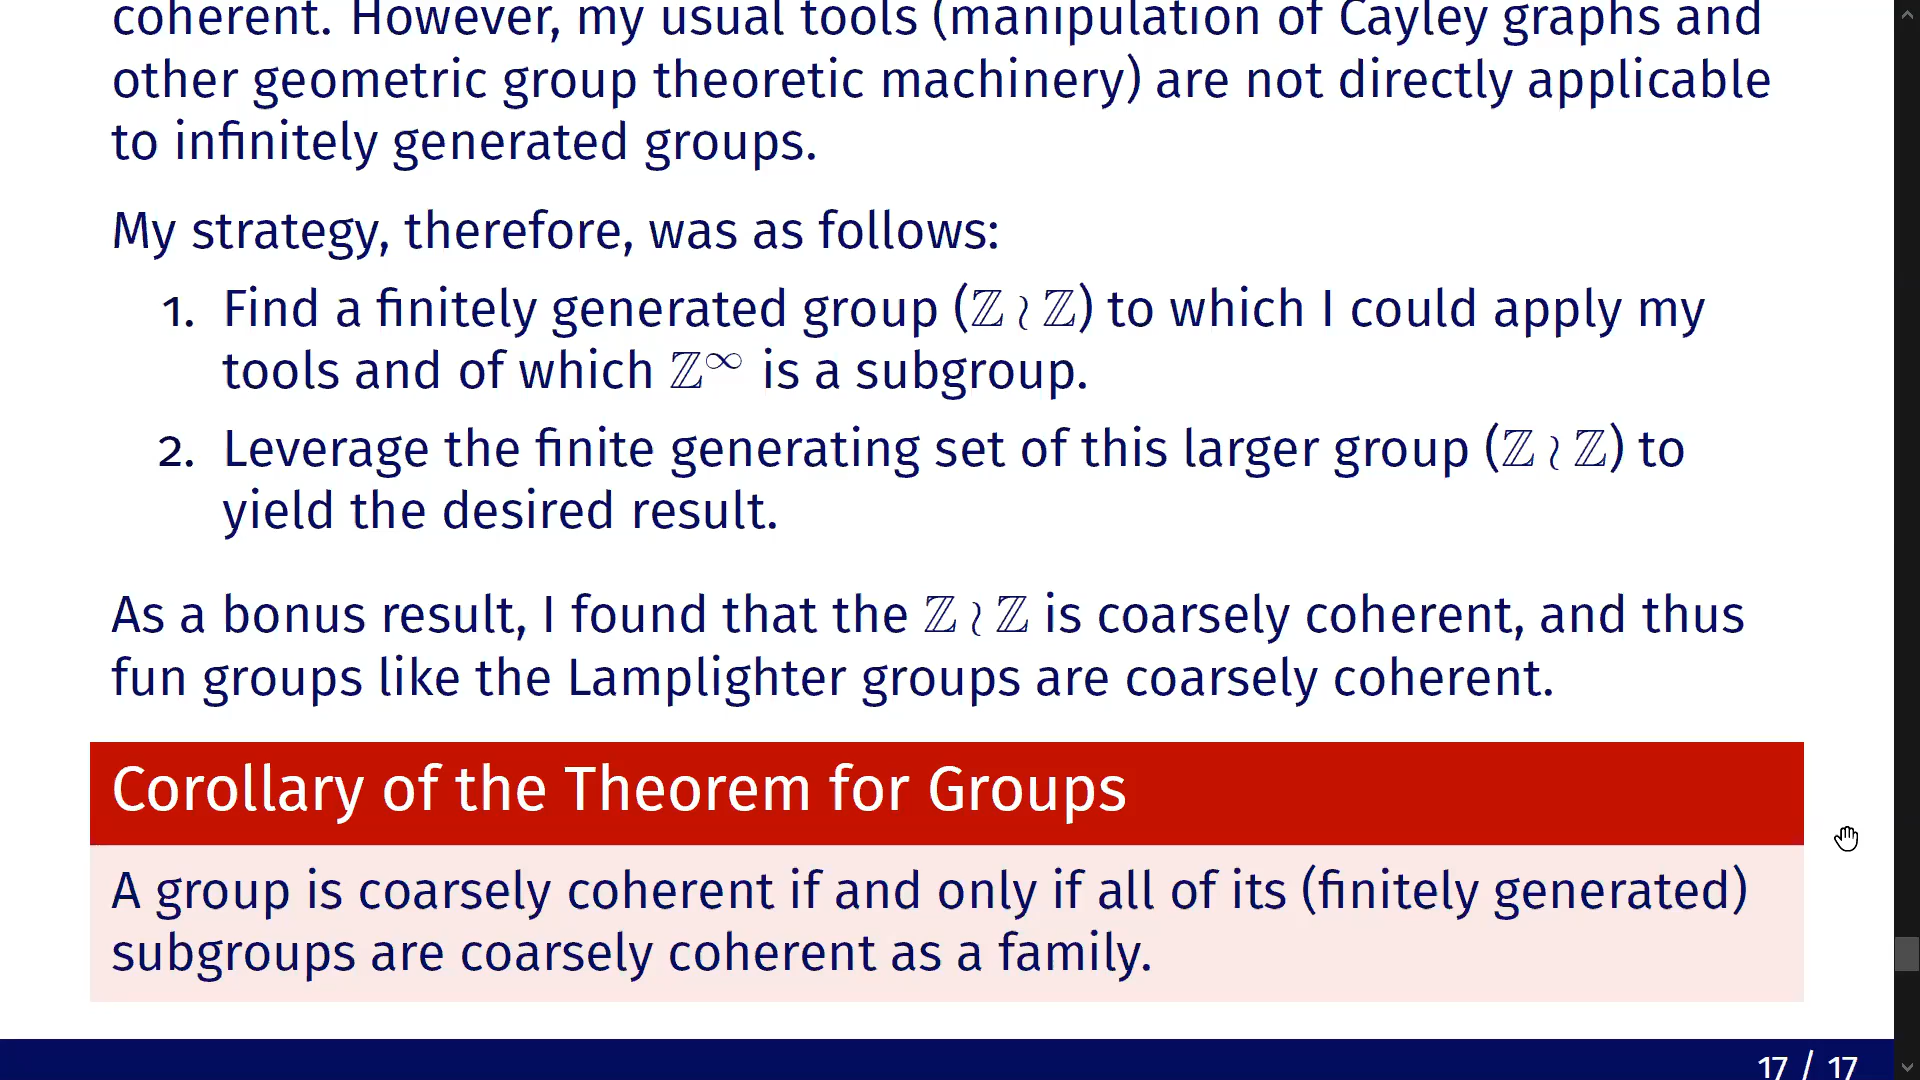 coherent. However, my usual tools (manipulation of Cayley graphs and
other geometric group theoretic machinery) are not directly applicable
to infinitely generated groups.
My strategy, therefore, was as follows:
1. Find a finitely generated group (ℤ ≀ ℤ) to which I could apply my
tools and of which ℤ^∞ is a subgroup.
2. Leverage the finite generating set of this larger group (ℤ ≀ ℤ) to
yield the desired result.
As a bonus result, I found that the ℤ ≀ ℤ is coarsely coherent, and thus
fun groups like the Lamplighter groups are coarsely coherent.
Corollary of the Theorem for Groups
A group is coarsely coherent if and only if all of its (finitely generated)
subgroups are coarsely coherent as a family.
17 / 17